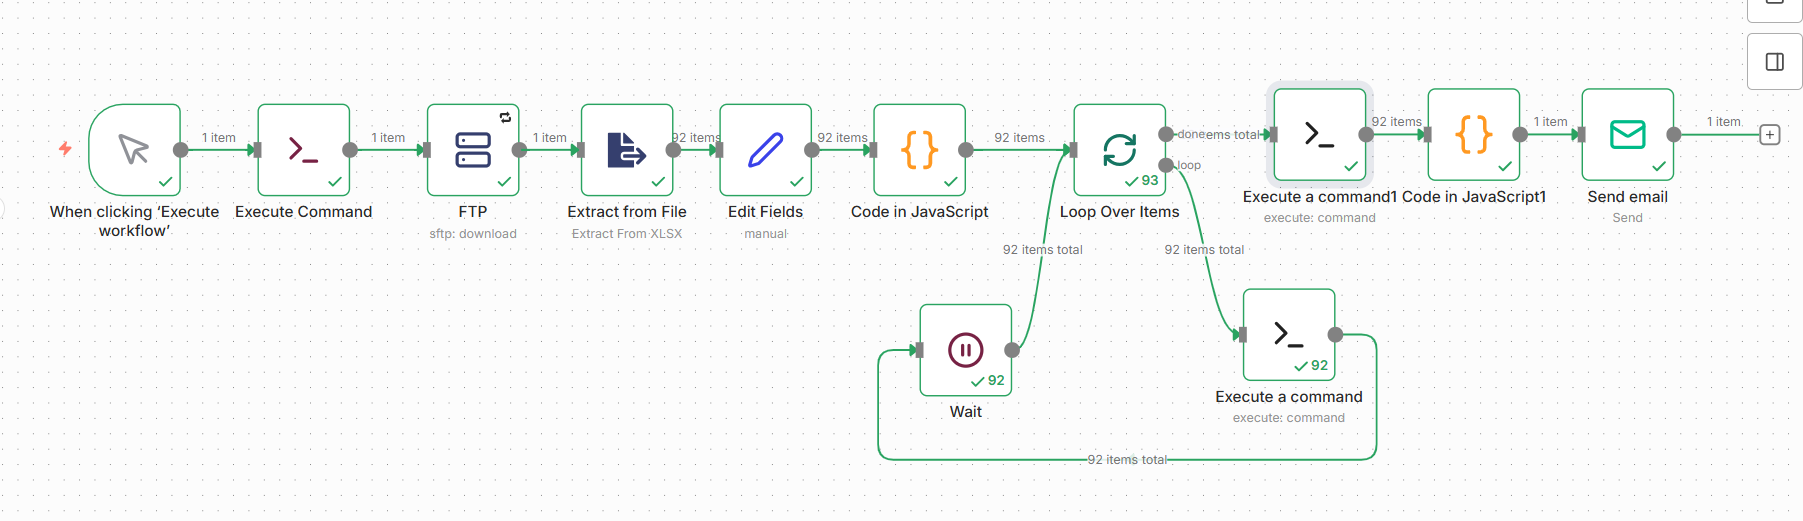 1 item
1 item
1 item
92 items
92 items
92 items
done
ems total
92 items
1 item
1 item
loop
93
When clicking ‘Execute
workflow’
Execute Command
FTP
sftp: download
Extract from File
Extract From XLSX
Edit Fields
manual
Code in JavaScript
Loop Over Items
Execute a command1
execute: command
Code in JavaScript1
Send email
Send
92 items total
92 items total
92
Wait
92
Execute a command
execute: command
92 items total